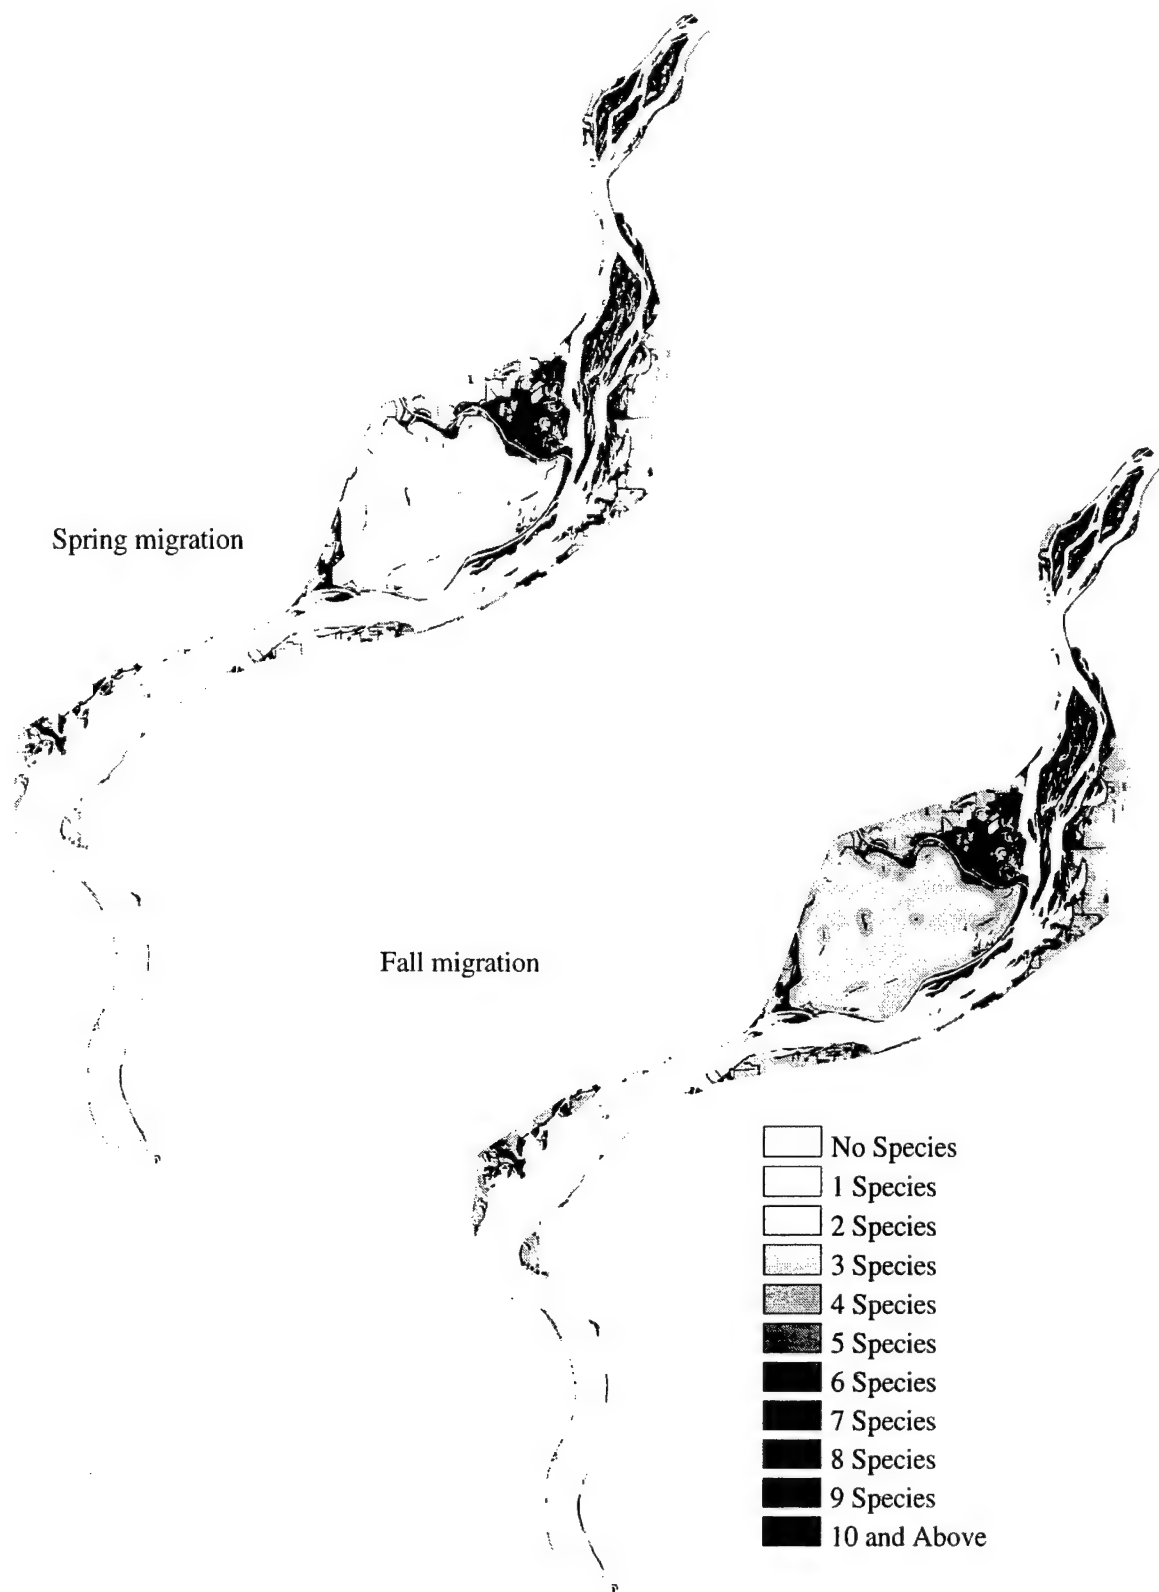 Spring migration
Fall migration
No Species
1 Species
2 Species
3 Species
4 Species
5 Species
6 Species
7 Species
8 Species
9 Species
10 and Above